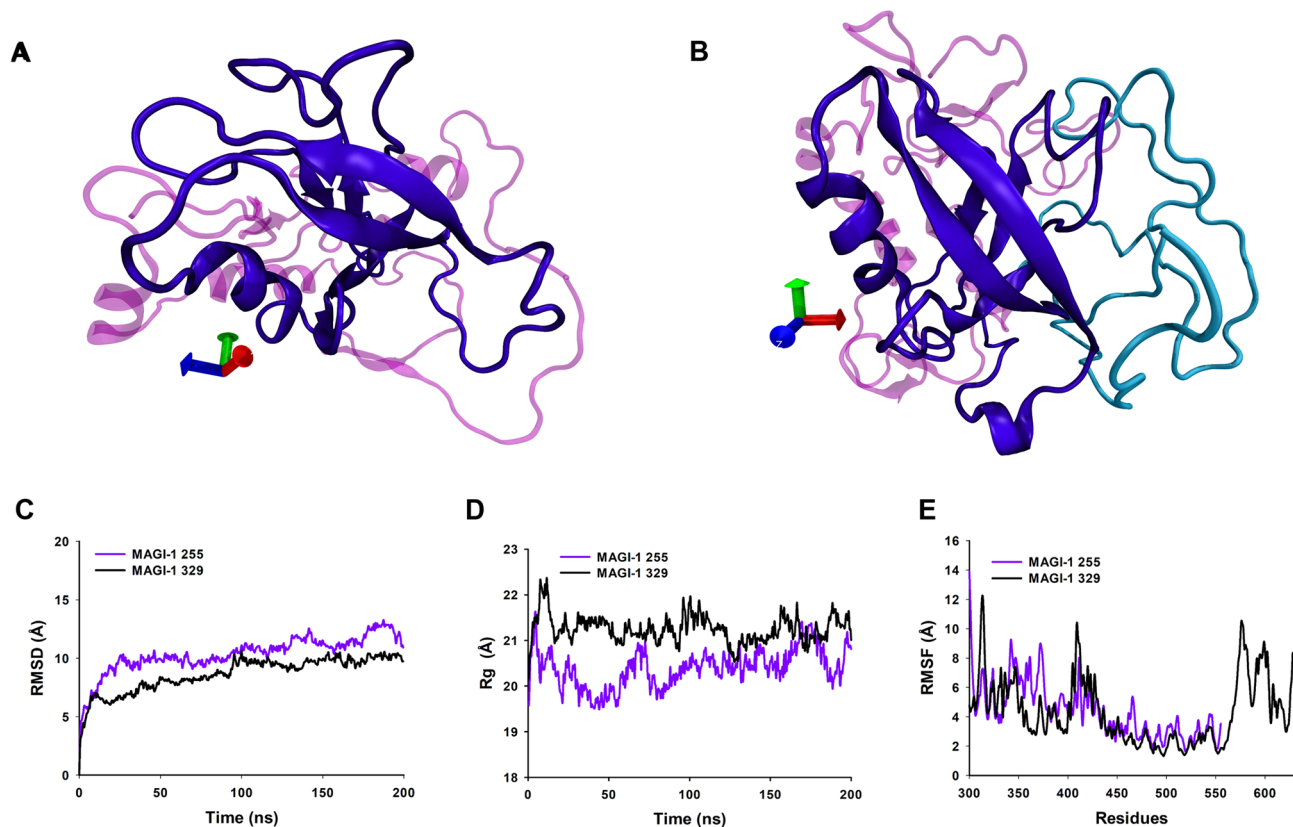 A
B
z
C
20
15
10
5
0
RMSD (Å)
MAGI-1 255
MAGI-1 329
0
50
100
150
200
Time (ns)
D
23
22
21
20
19
18
Rg (Å)
MAGI-1 255
MAGI-1 329
0
50
100
150
200
Time (ns)
E
16
14
12
10
8
6
4
2
0
RMSF (Å)
MAGI-1 255
MAGI-1 329
300
350
400
450
500
550
600
Residues